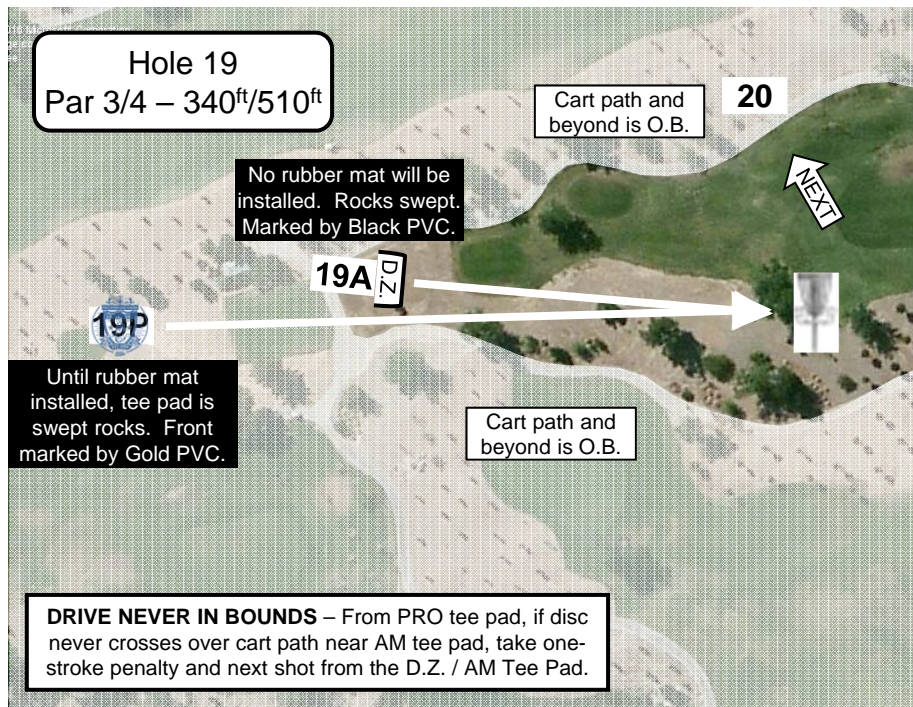 Hole 19
Par 3/4 – 340ft/510ft
Cart path and
beyond is O.B.
20
NEXT
No rubber mat will be
installed. Rocks swept.
Marked by Black PVC.
19A
D.Z.
19P
Until rubber mat
installed, tee pad is
swept rocks. Front
marked by Gold PVC.
Cart path and
beyond is O.B.
DRIVE NEVER IN BOUNDS – From PRO tee pad, if disc
never crosses over cart path near AM tee pad, take one-
stroke penalty and next shot from the D.Z. / AM Tee Pad.